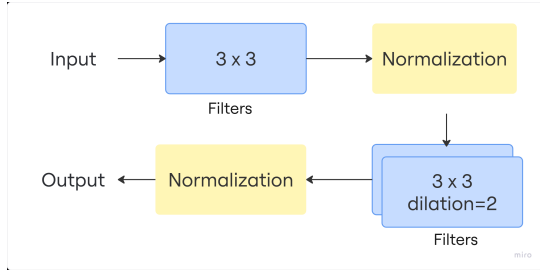 Input
3 x 3
Normalization
Filters
Output
Normalization
3 x 3
dilation=2
Filters
miro